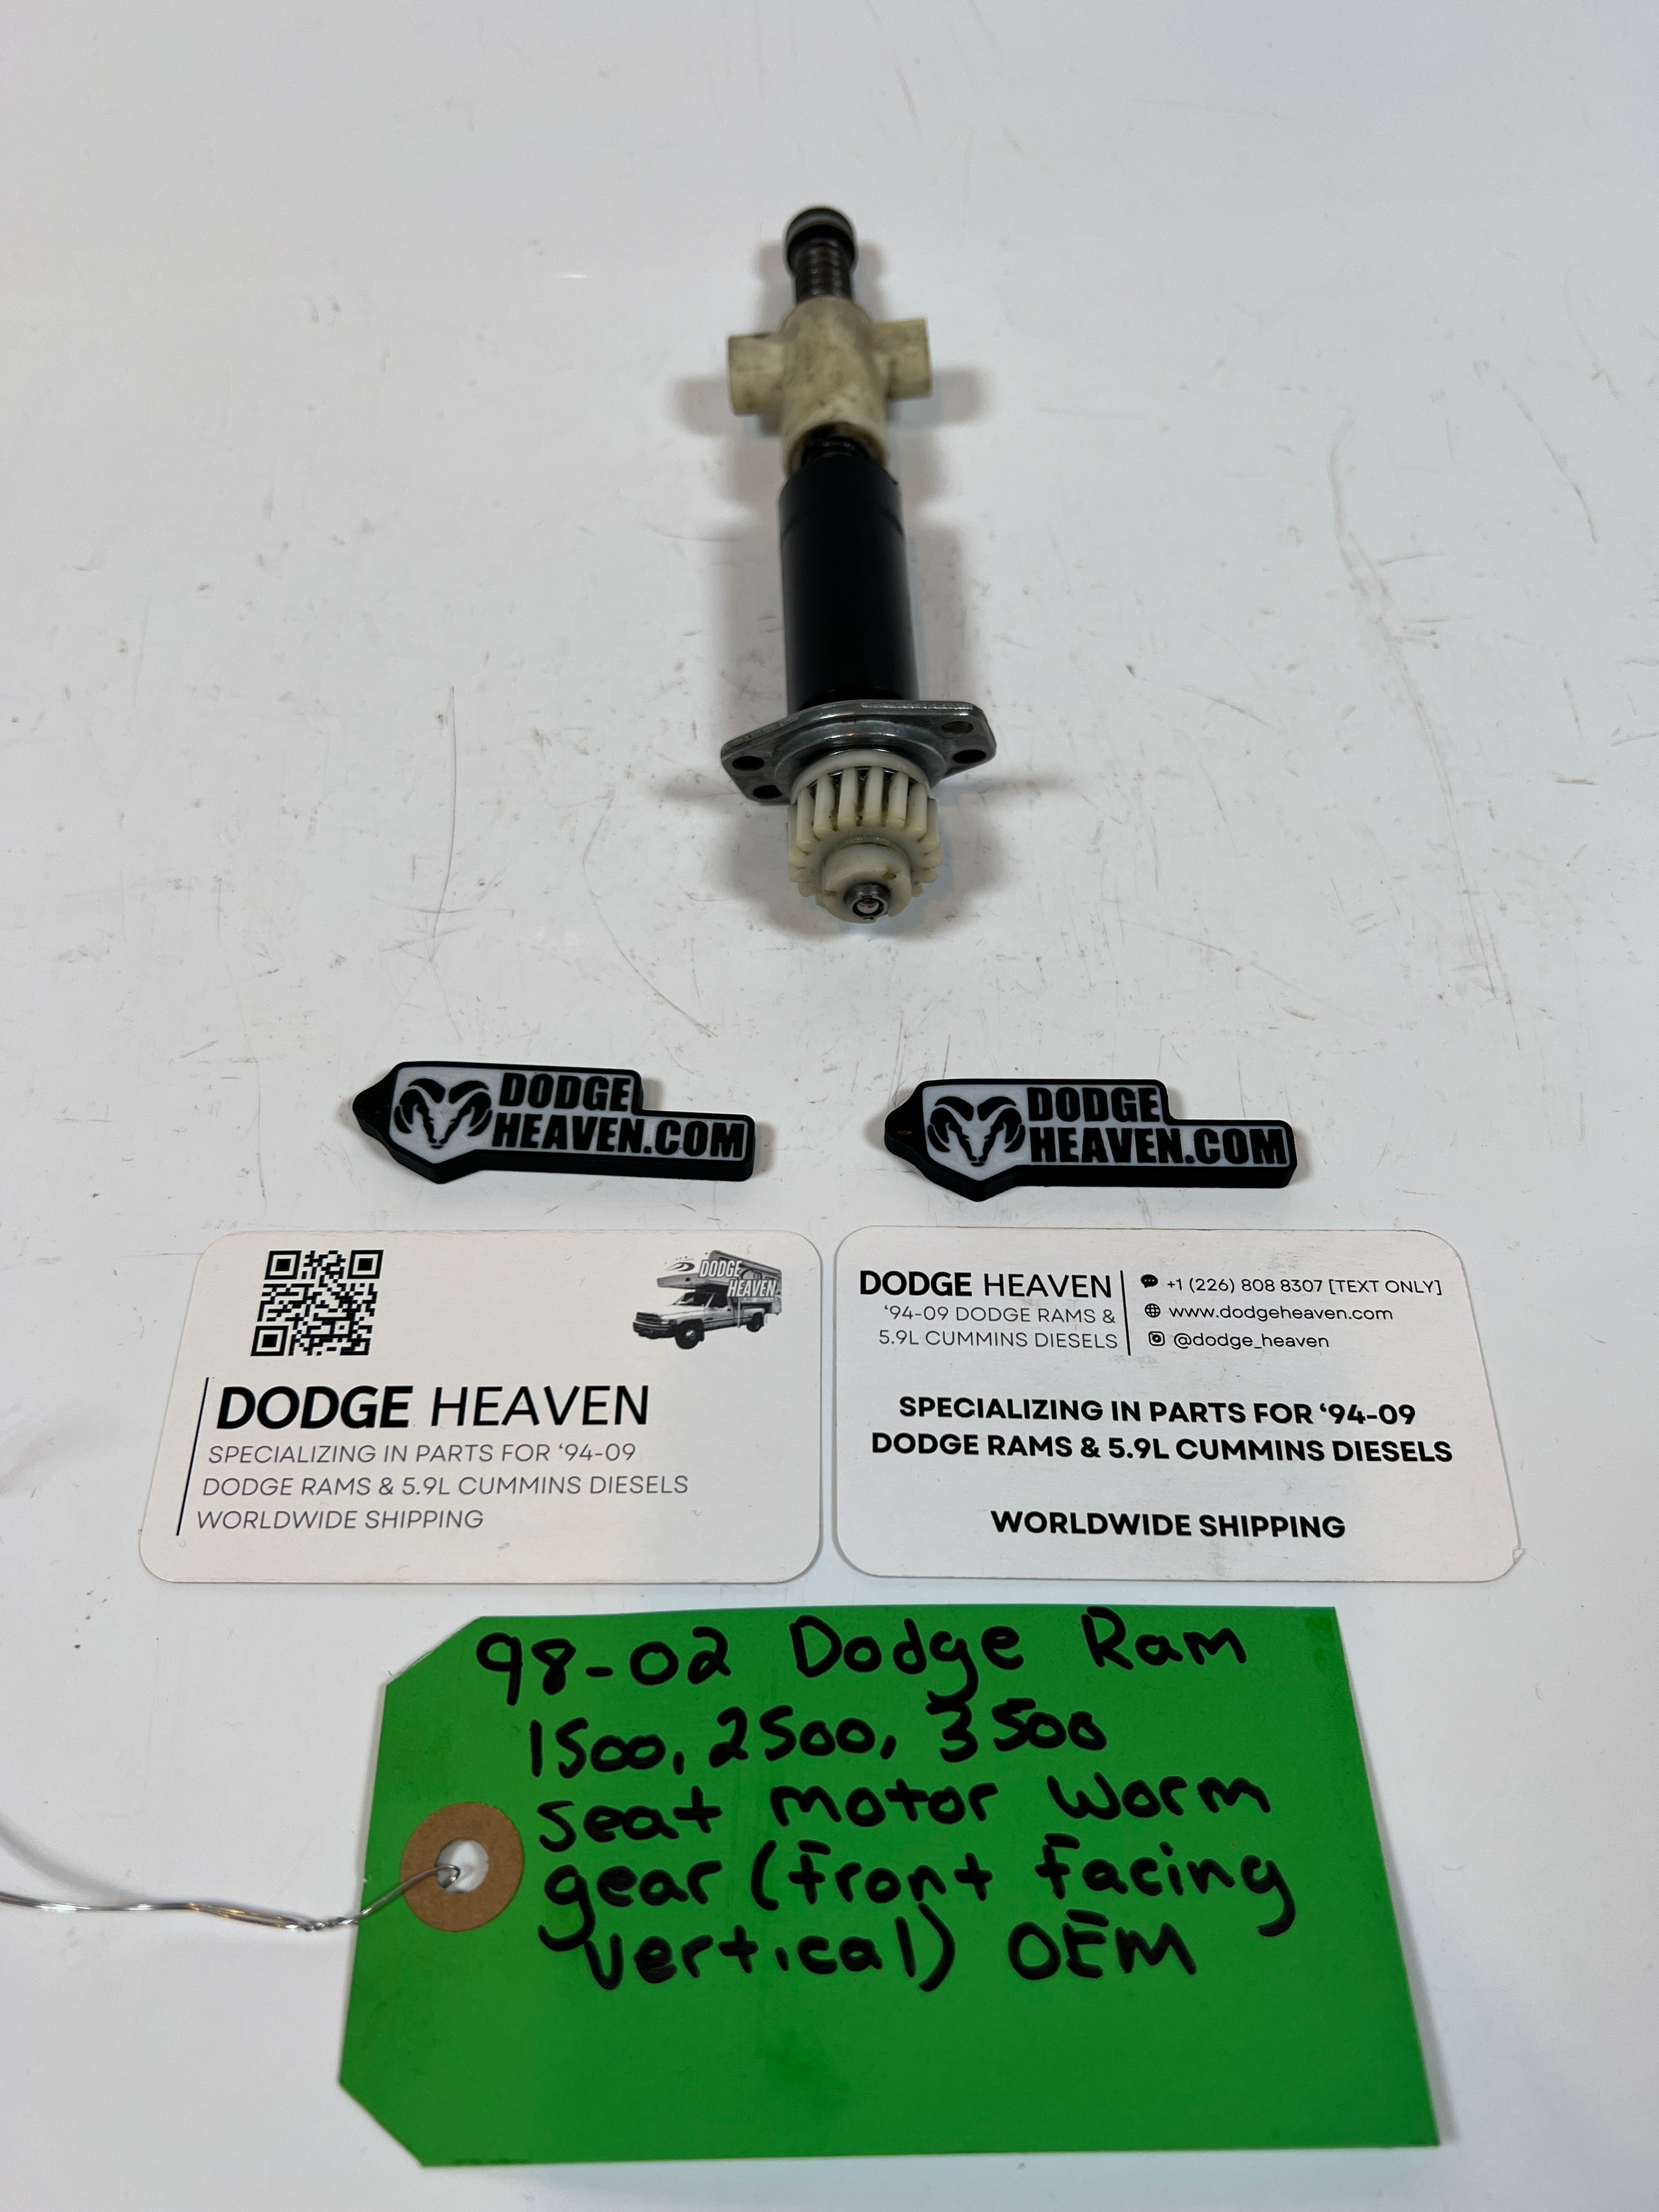 DODGE
HEAVEN.COM
DODGE
HEAVEN.COM
DODGE
HEAVEN
DODGE HEAVEN
SPECIALIZING IN PARTS FOR ‘94-09
DODGE RAMS & 5.9L CUMMINS DIESELS
WORLDWIDE SHIPPING
DODGE HEAVEN
‘94-09 DODGE RAMS &
5.9L CUMMINS DIESELS
+1 (226) 808 8307 [TEXT ONLY]
www.dodgeheaven.com
@dodge_heaven
SPECIALIZING IN PARTS FOR ‘94-09
DODGE RAMS & 5.9L CUMMINS DIESELS
WORLDWIDE SHIPPING
98-02 Dodge Ram
1500, 2500, 3500
seat motor worm
gear (front facing
vertical) OEM